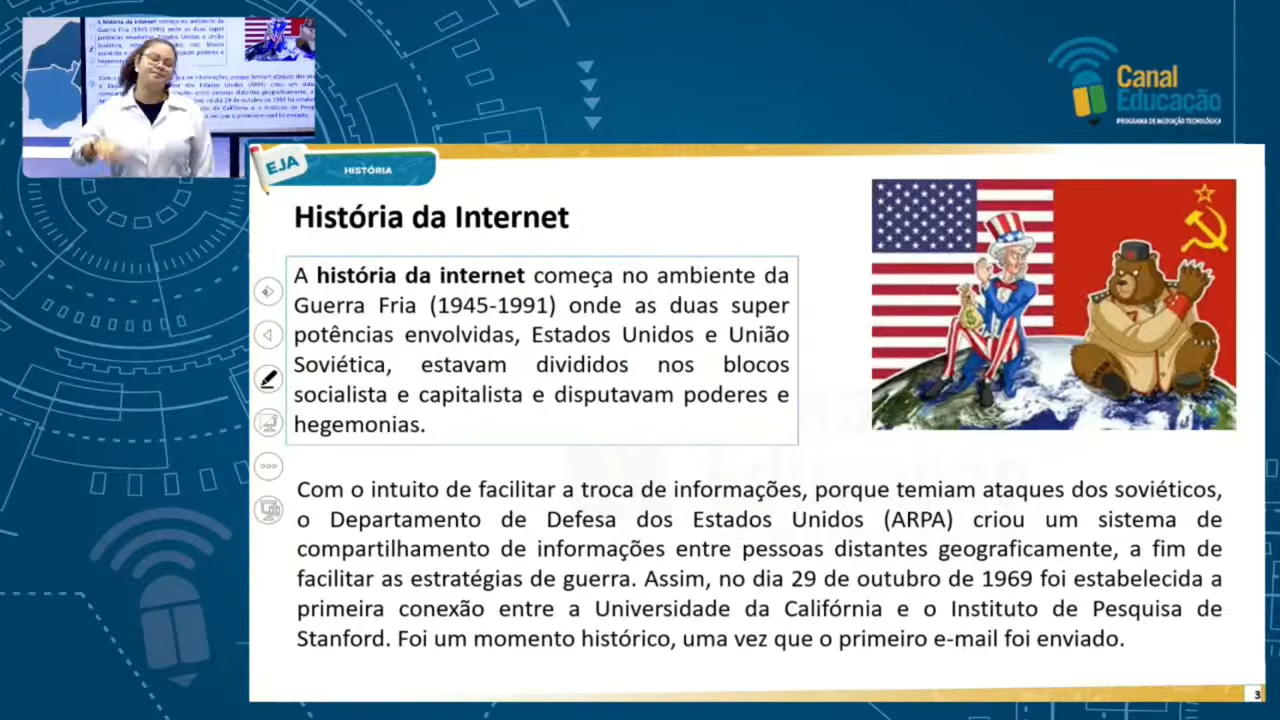 Canal
Educação
PROGRAMA DE MEDIAÇÃO TECNOLÓGICA
EJA
HISTÓRIA
História da Internet
A história da internet começa no ambiente da
Guerra Fria (1945-1991) onde as duas super
potências envolvidas, Estados Unidos e União
Soviética, estavam divididos nos blocos
socialista e capitalista e disputavam poderes e
hegemonias.
Com o intuito de facilitar a troca de informações, porque temiam ataques dos soviéticos,
o Departamento de Defesa dos Estados Unidos (ARPA) criou um sistema de
compartilhamento de informações entre pessoas distantes geograficamente, a fim de
facilitar as estratégias de guerra. Assim, no dia 29 de outubro de 1969 foi estabelecida a
primeira conexão entre a Universidade da Califórnia e o Instituto de Pesquisa de
Stanford. Foi um momento histórico, uma vez que o primeiro e-mail foi enviado.
3